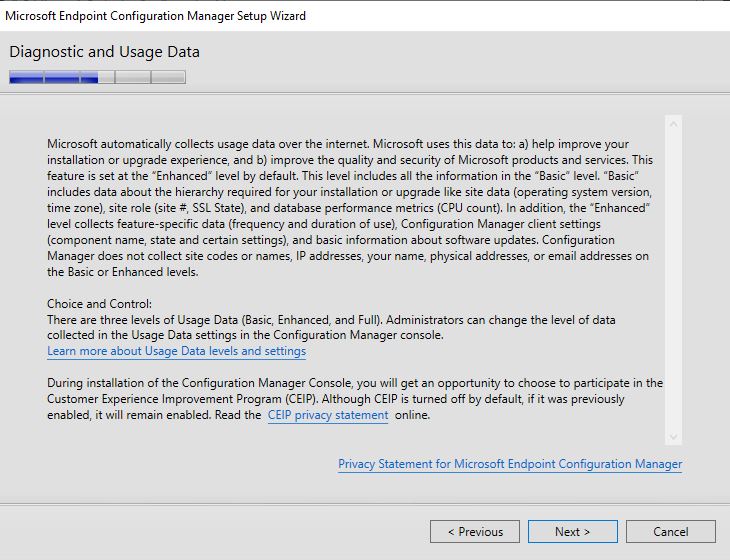 Microsoft Endpoint Configuration Manager Setup Wizard
Diagnostic and Usage Data
Microsoft automatically collects usage data over the internet. Microsoft uses this data to: a) help improve your
installation or upgrade experience, and b) improve the quality and security of Microsoft products and services. This
feature is set at the “Enhanced” level by default. This level includes all the information in the “Basic” level. “Basic”
includes data about the hierarchy required for your installation or upgrade like site data (operating system version,
time zone), site role (site #, SSL State), and database performance metrics (CPU count). In addition, the “Enhanced”
level collects feature-specific data (frequency and duration of use), Configuration Manager client settings
(component name, state and certain settings), and basic information about software updates. Configuration
Manager does not collect site codes or names, IP addresses, your name, physical addresses, or email addresses on
the Basic or Enhanced levels.
Choice and Control:
There are three levels of Usage Data (Basic, Enhanced, and Full). Administrators can change the level of data
collected in the Usage Data settings in the Configuration Manager console.
Learn more about Usage Data levels and settings
During installation of the Configuration Manager Console, you will get an opportunity to choose to participate in the
Customer Experience Improvement Program (CEIP). Although CEIP is turned off by default, if it was previously
enabled, it will remain enabled. Read the CEIP privacy statement online.
Privacy Statement for Microsoft Endpoint Configuration Manager
< Previous Next > Cancel